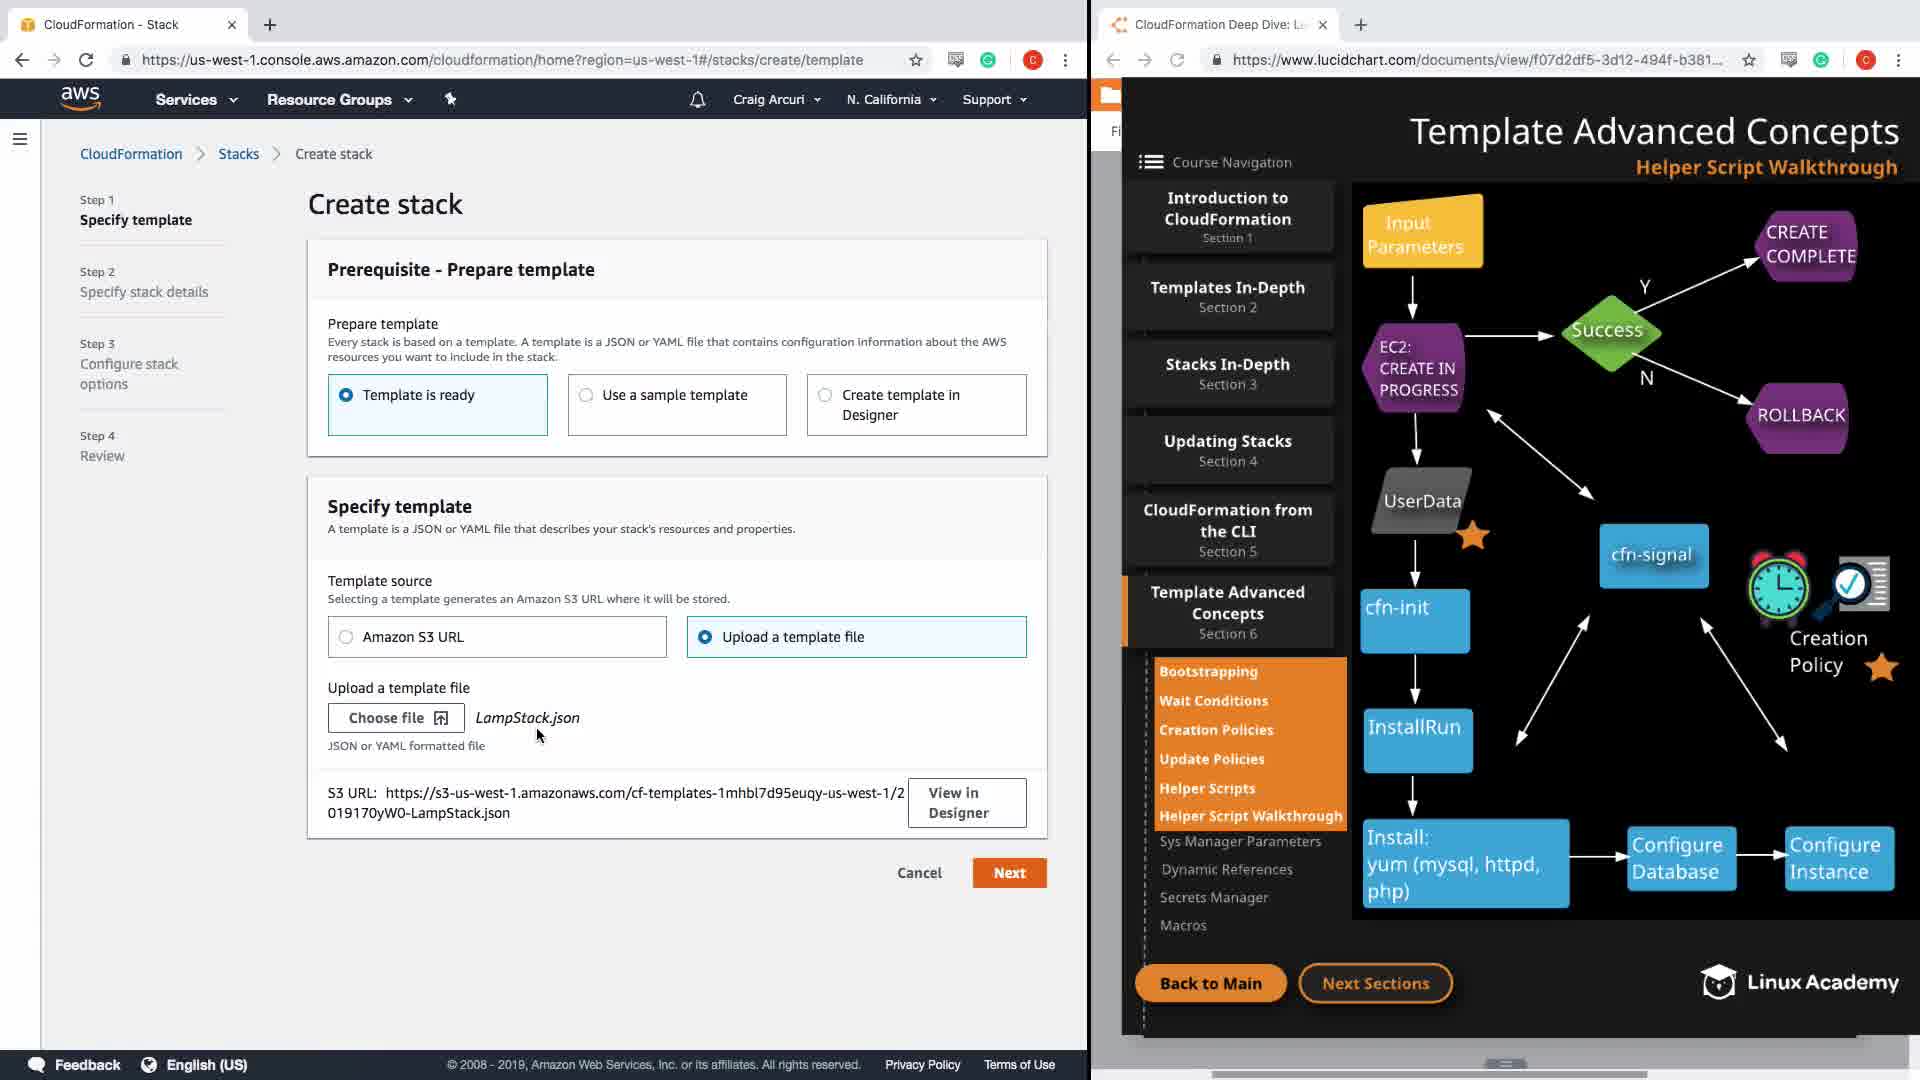 CloudFormation - Stack
https://us-west-1.console.aws.amazon.com/cloudformation/home?region=us-west-1#/stacks/create/template
C
aws
Services
Resource Groups
Craig Arcuri
N. California
Support
CloudFormation
Stacks
Create stack
Step 1
Specify template
Step 2
Specify stack details
Step 3
Configure stack
options
Step 4
Review
Create stack
Prerequisite - Prepare template
Prepare template
Every stack is based on a template. A template is a JSON or YAML file that contains configuration information about the AWS
resources you want to include in the stack.
Template is ready
Use a sample template
Create template in
Designer
Specify template
A template is a JSON or YAML file that describes your stack's resources and properties.
Template source
Selecting a template generates an Amazon S3 URL where it will be stored.
Amazon S3 URL
Upload a template file
Upload a template file
Choose file
LampStack.json
JSON or YAML formatted file
S3 URL: https://s3-us-west-1.amazonaws.com/cf-templates-1mhbl7d95euqy-us-west-1/2
019170yW0-LampStack.json
View in
Designer
Cancel
Next
Feedback
English (US)
© 2008 - 2019, Amazon Web Services, Inc. or its affiliates. All rights reserved.
Privacy Policy
Terms of Use
CloudFormation Deep Dive: Le
https://www.lucidchart.com/documents/view/f07d2df5-3d12-494f-b381...
C
Fi
Template Advanced Concepts
Helper Script Walkthrough
Course Navigation
Introduction to
CloudFormation
Section 1
Templates In-Depth
Section 2
Stacks In-Depth
Section 3
Updating Stacks
Section 4
CloudFormation from
the CLI
Section 5
Template Advanced
Concepts
Section 6
Bootstrapping
Wait Conditions
Creation Policies
Update Policies
Helper Scripts
Helper Script Walkthrough
Sys Manager Parameters
Dynamic References
Secrets Manager
Macros
Back to Main
Next Sections
Input
Parameters
EC2:
CREATE IN
PROGRESS
Success
Y
N
CREATE
COMPLETE
ROLLBACK
UserData
cfn-signal
cfn-init
Creation
Policy
InstallRun
Install:
yum (mysql, httpd,
php)
Configure
Database
Configure
Instance
Linux Academy